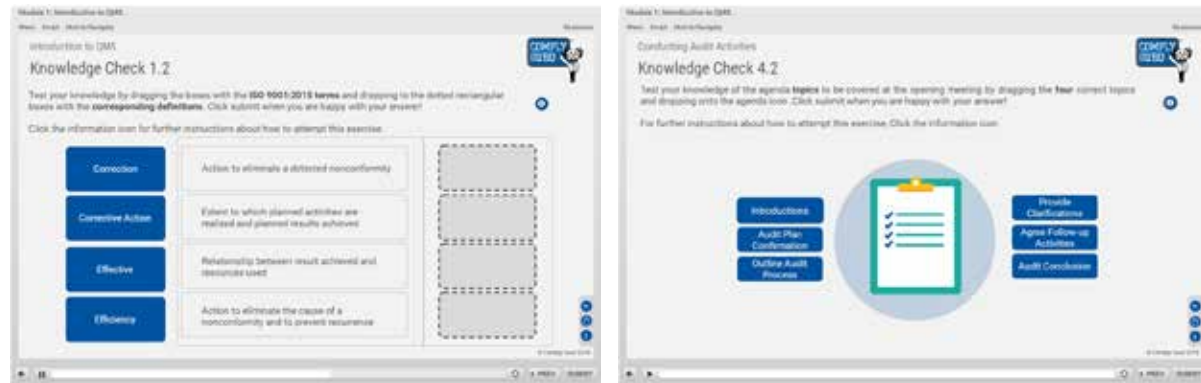 Module 1: Introduction to QMS
Introduction to QMS
Knowledge Check 1.2
Test your knowledge by dragging the boxes with the ISO 9001:2015 terms and dropping to the dotted rectangular
boxes with the corresponding definitions. Click submit when you are happy with your answer!
Click the information icon for further instructions about how to attempt this exercise.
Correction
Action to eliminate a detected nonconformity
Corrective Action
Extent to which planned activities are
realized and planned results achieved
Effective
Relationship between result achieved and
resources used
Efficiency
Action to eliminate the cause of a
nonconformity and to prevent recurrence
PREV
Module 1: Introduction to QMS
Conducting Audit Activities
Knowledge Check 4.2
Test your knowledge of the agenda topics to be covered at the opening meeting by dragging the four correct topics
and dropping onto the agenda icon. Click submit when you are happy with your answer!
For further instructions about how to attempt this exercise, Click the information icon
Introductions
Audit Plan
Confirmation
Outline Audit
Process
Provide
Clarifications
Agree Follow-up
Activities
Audit Conclusion
PREV